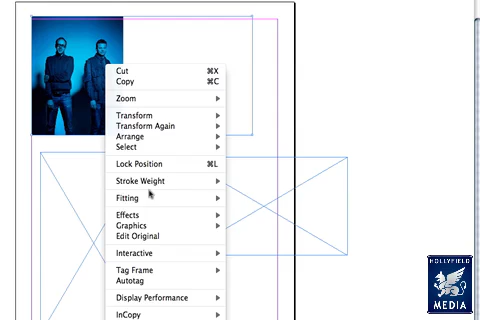 Cut ⌘X
Copy ⌘C
Zoom
Transform
Transform Again
Arrange
Select
Lock Position ⌘L
Stroke Weight
Fitting
Effects
Graphics
Edit Original
Interactive
Tag Frame
Autotag
Display Performance
InCopy
HOLLYFIELD
MEDIA